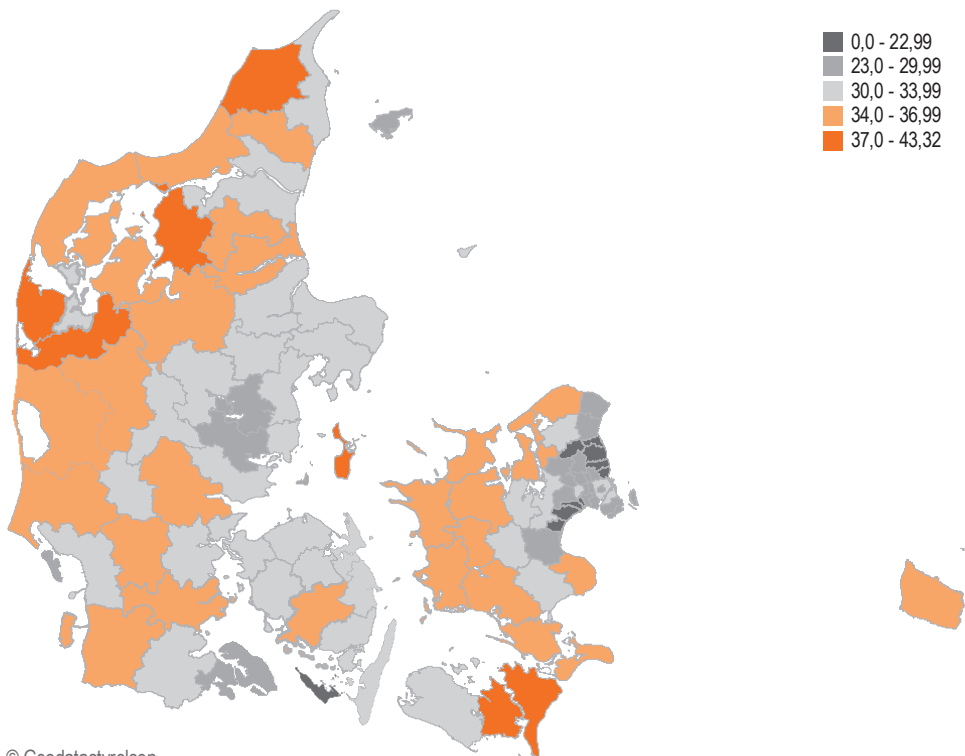 0,0 - 22,99
23,0 - 29,99
30,0 - 33,99
34,0 - 36,99
37,0 - 43,32
© Geodatastyrelsen